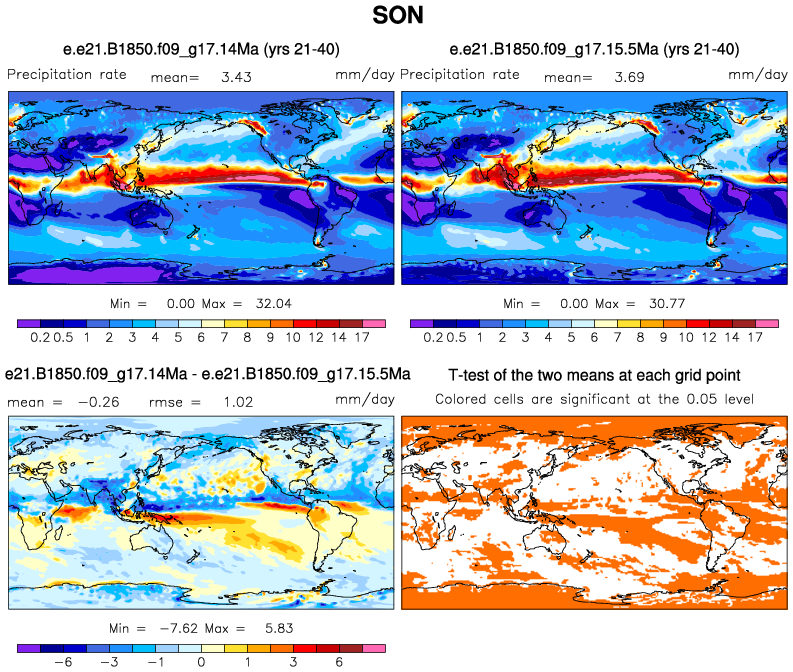 SON
e.e21.B1850.f09_g17.14Ma (yrs 21-40)
Precipitation rate mean= 3.43 mm/day
Min = 0.00 Max = 32.04
0.2 0.5 1 2 3 4 5 6 7 8 9 10 12 14 17
e.e21.B1850.f09_g17.15.5Ma (yrs 21-40)
Precipitation rate mean= 3.69 mm/day
Min = 0.00 Max = 30.77
0.2 0.5 1 2 3 4 5 6 7 8 9 10 12 14 17
e21.B1850.f09_g17.14Ma - e.e21.B1850.f09_g17.15.5Ma
mean = -0.26 rmse = 1.02 mm/day
Min = -7.62 Max = 5.83
-6 -3 -1 0 1 3 6
T-test of the two means at each grid point
Colored cells are significant at the 0.05 level